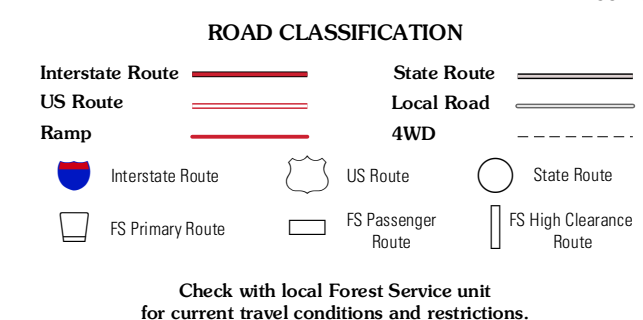 ROAD CLASSIFICATION
Interstate Route State Route
US Route Local Road
Ramp 4WD
Interstate Route US Route State Route
FS Primary Route FS Passenger Route FS High Clearance Route
Check with local Forest Service unit
for current travel conditions and restrictions.